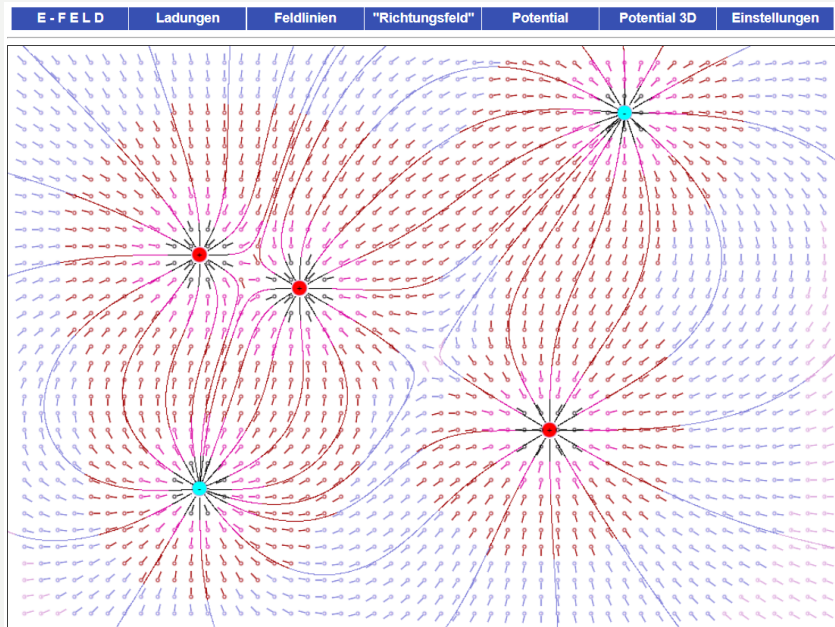 E - F E L D
Ladungen
Feldlinien
"Richtungsfeld"
Potential
Potential 3D
Einstellungen